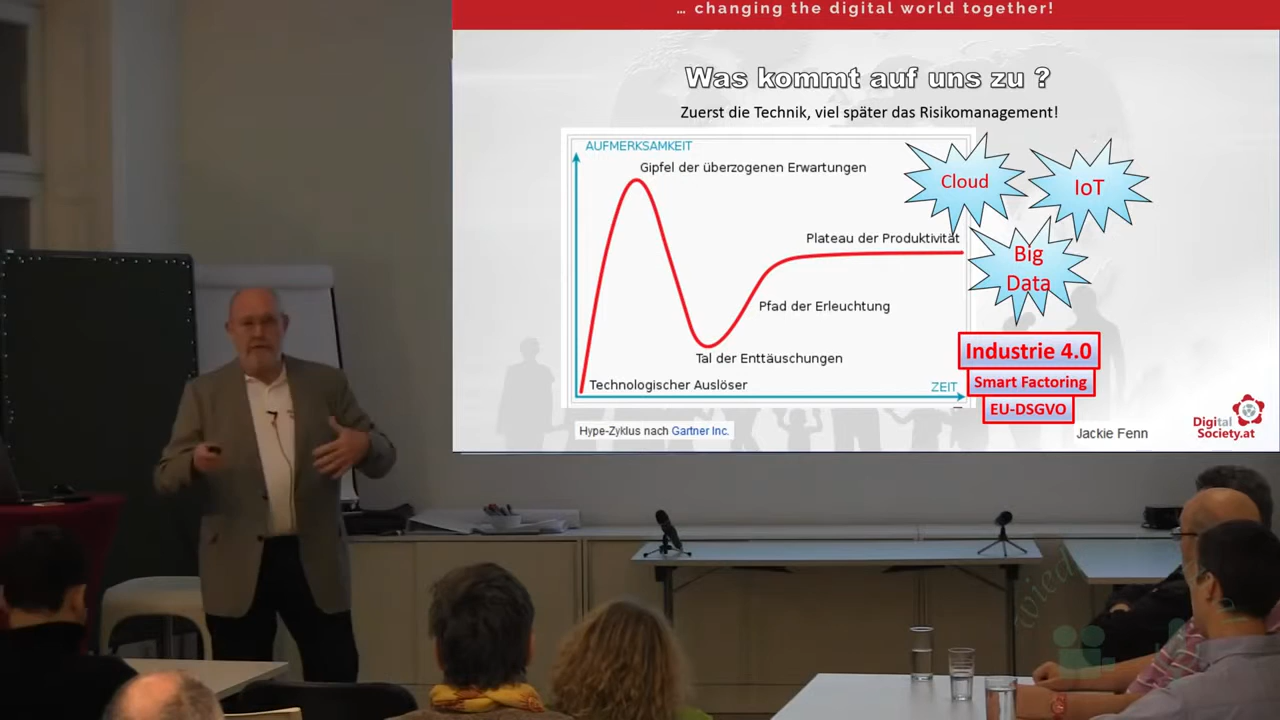 … changing the digital world together!
Was kommt auf uns zu ?
Zuerst die Technik, viel später das Risikomanagement!
AUFMERKSAMKEIT
Gipfel der überzogenen Erwartungen
Cloud
IoT
Plateau der Produktivität
Big
Data
Pfad der Erleuchtung
Industrie 4.0
Tal der Enttäuschungen
Smart Factoring
Technologischer Auslöser
ZEIT
EU-DSGVO
Hype-Zyklus nach Gartner Inc.
Jackie Fenn
Digital
Society.at
wied